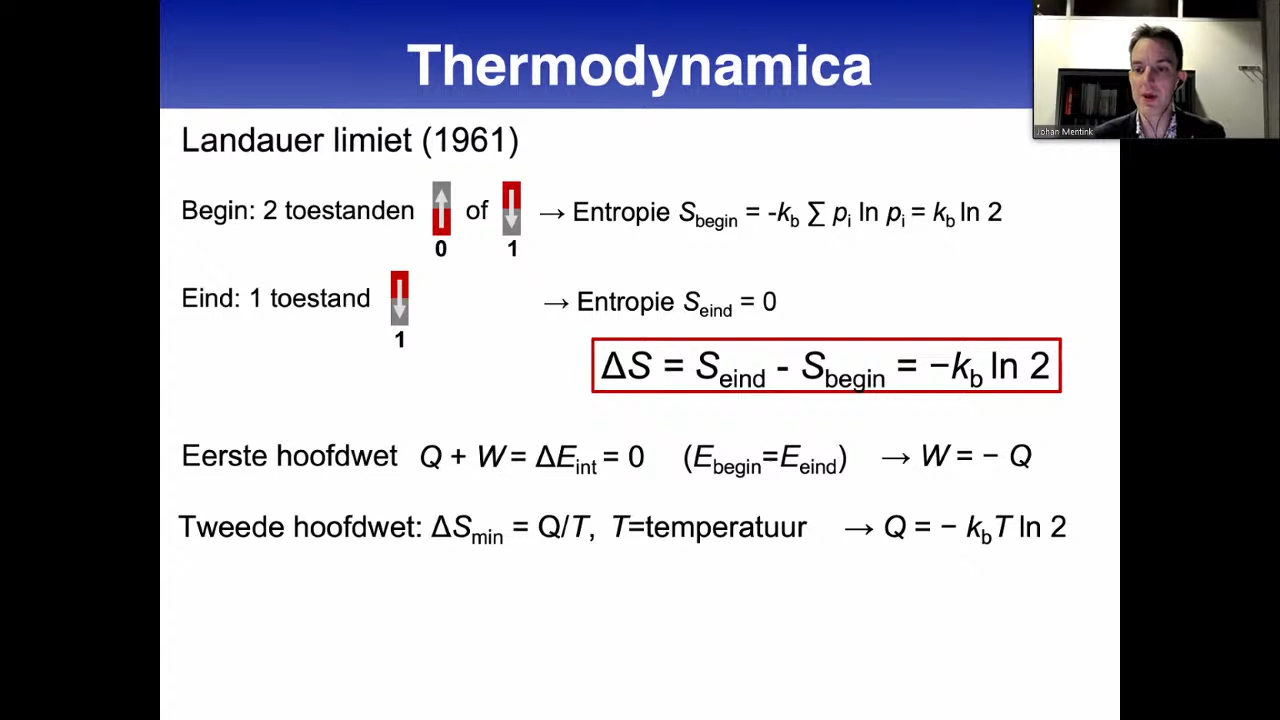 Thermodynamica
Johan Mentink
Landauer limiet (1961)
Begin: 2 toestanden of → Entropie S_begin = -k_b ∑ p_i ln p_i = k_b ln 2
0 1
Eind: 1 toestand → Entropie S_eind = 0
1
ΔS = S_eind - S_begin = −k_b ln 2
Eerste hoofdwet Q + W = ΔE_int = 0 (E_begin=E_eind) → W = − Q
Tweede hoofdwet: ΔS_min = Q/T, T=temperatuur → Q = − k_bT ln 2